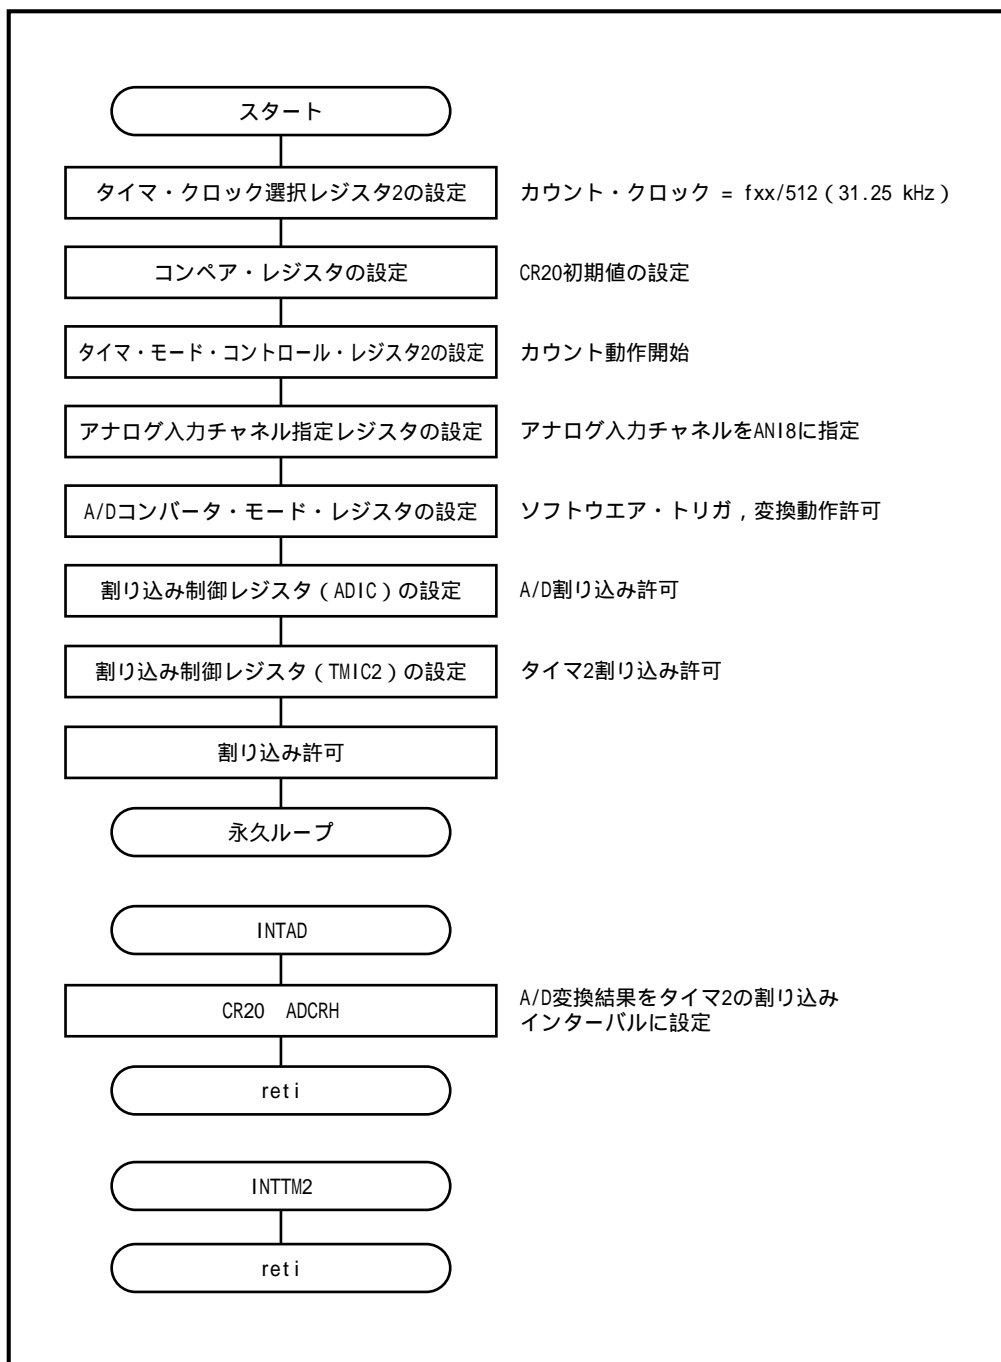 スタート
タイマ・クロック選択レジスタ2の設定 カウント・クロック = fxx/512(31.25 kHz)
コンペア・レジスタの設定 CR20初期値の設定
タイマ・モード・コントロール・レジスタ2の設定 カウント動作開始
アナログ入力チャネル指定レジスタの設定 アナログ入力チャネルをANI8に指定
A/Dコンバータ・モード・レジスタの設定 ソフトウエア・トリガ,変換動作許可
割り込み制御レジスタ(ADIC)の設定 A/D割り込み許可
割り込み制御レジスタ(TMIC2)の設定 タイマ2割り込み許可
割り込み許可
永久ループ
INTAD
CR20 ADCRH A/D変換結果をタイマ2の割り込み
インターバルに設定
reti
INTTM2
reti